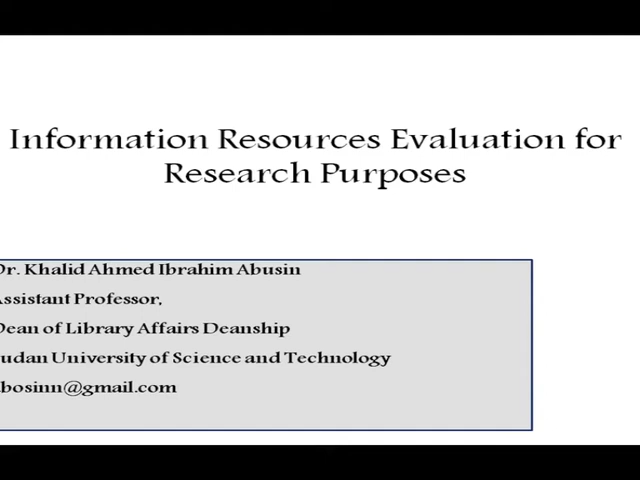 Information Resources Evaluation for
Research Purposes
Dr. Khalid Ahmed Ibrahim Abusin
Assistant Professor,
Dean of Library Affairs Deanship
udan University of Science and Technology
bosinn@gmail.com